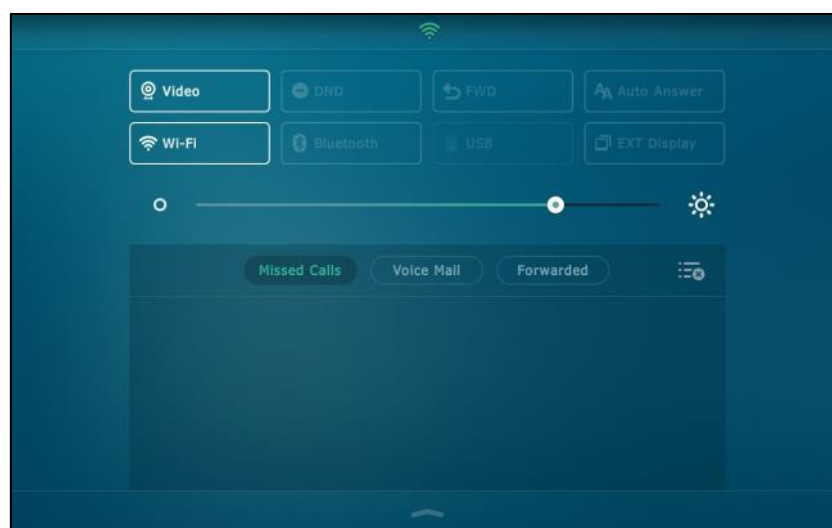 Video DND FWD Auto Answer
Wi-Fi Bluetooth USB EXT Display
Missed Calls Voice Mail Forwarded